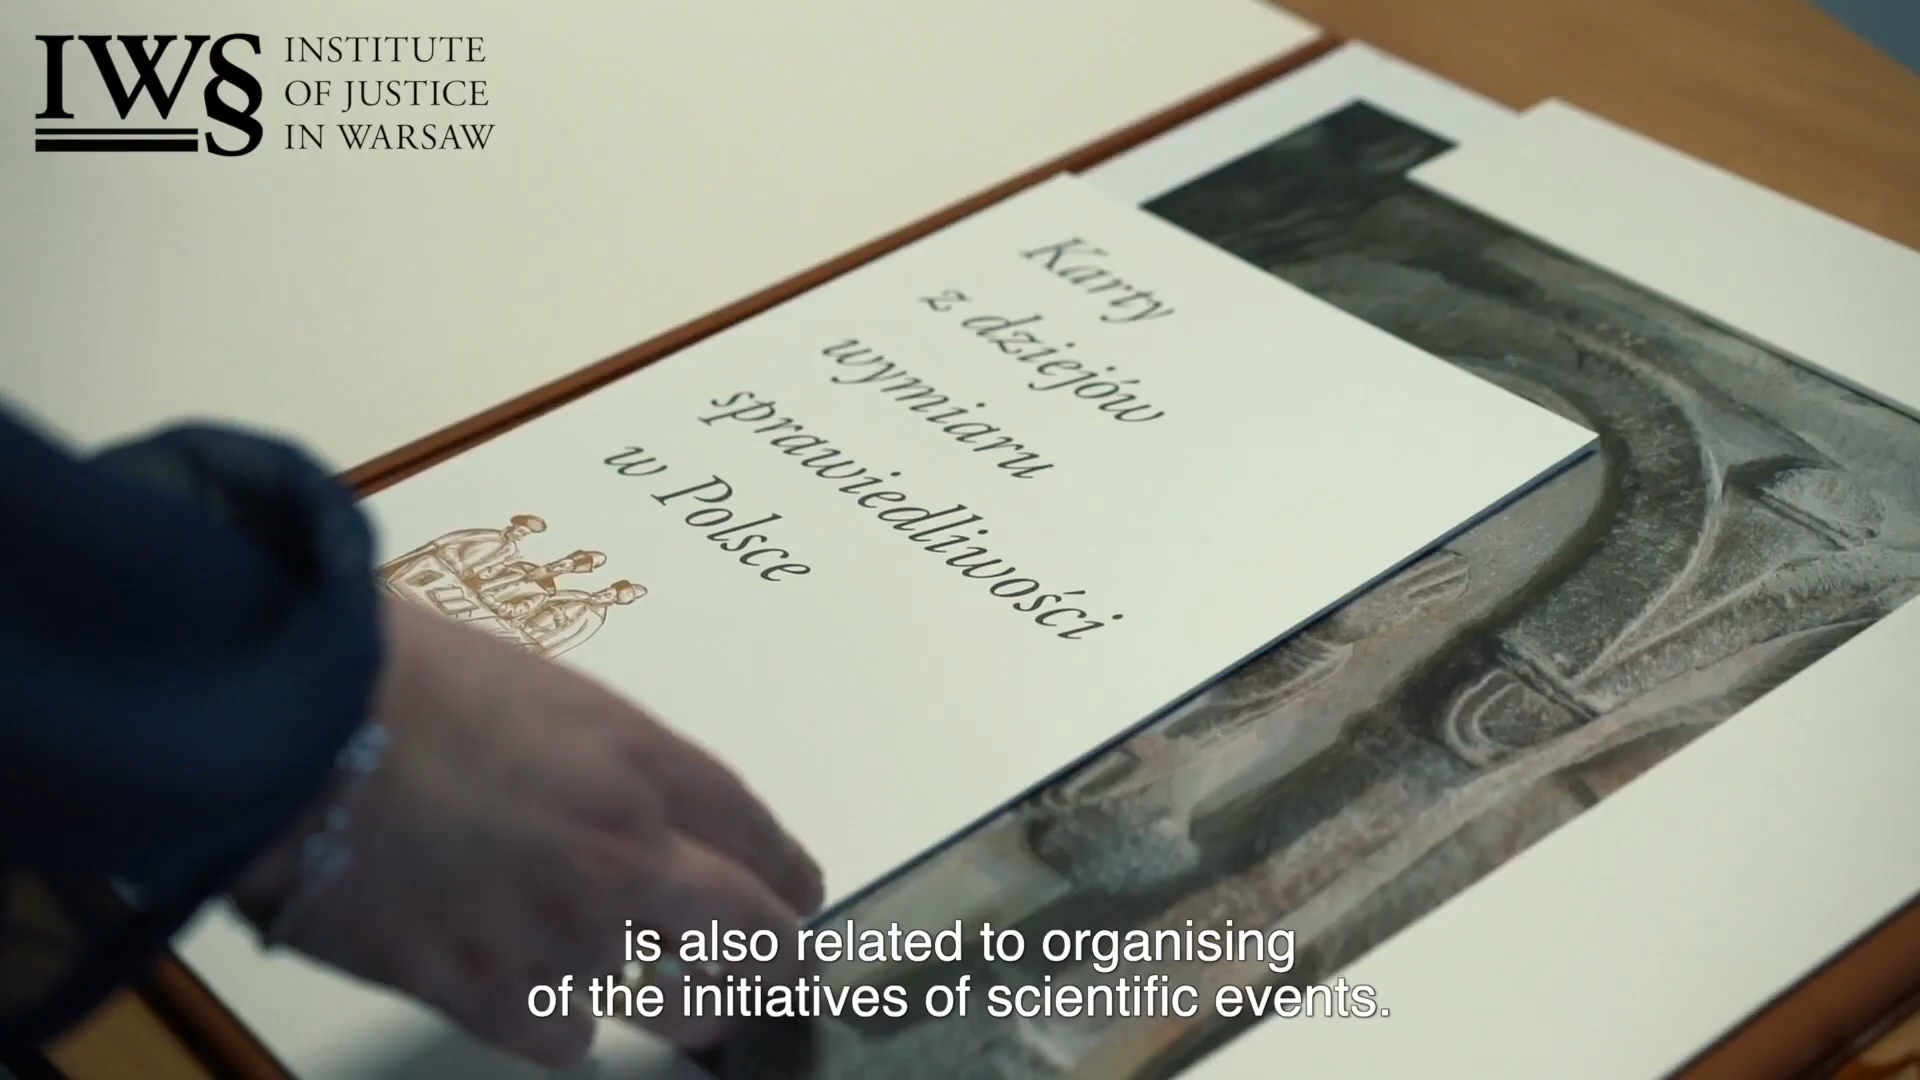 IWS
INSTITUTE
OF JUSTICE
IN WARSAW
Karty
z dziejów
wymiaru
sprawiedliwości
w Polsce
is also related to organising
of the initiatives of scientific events.